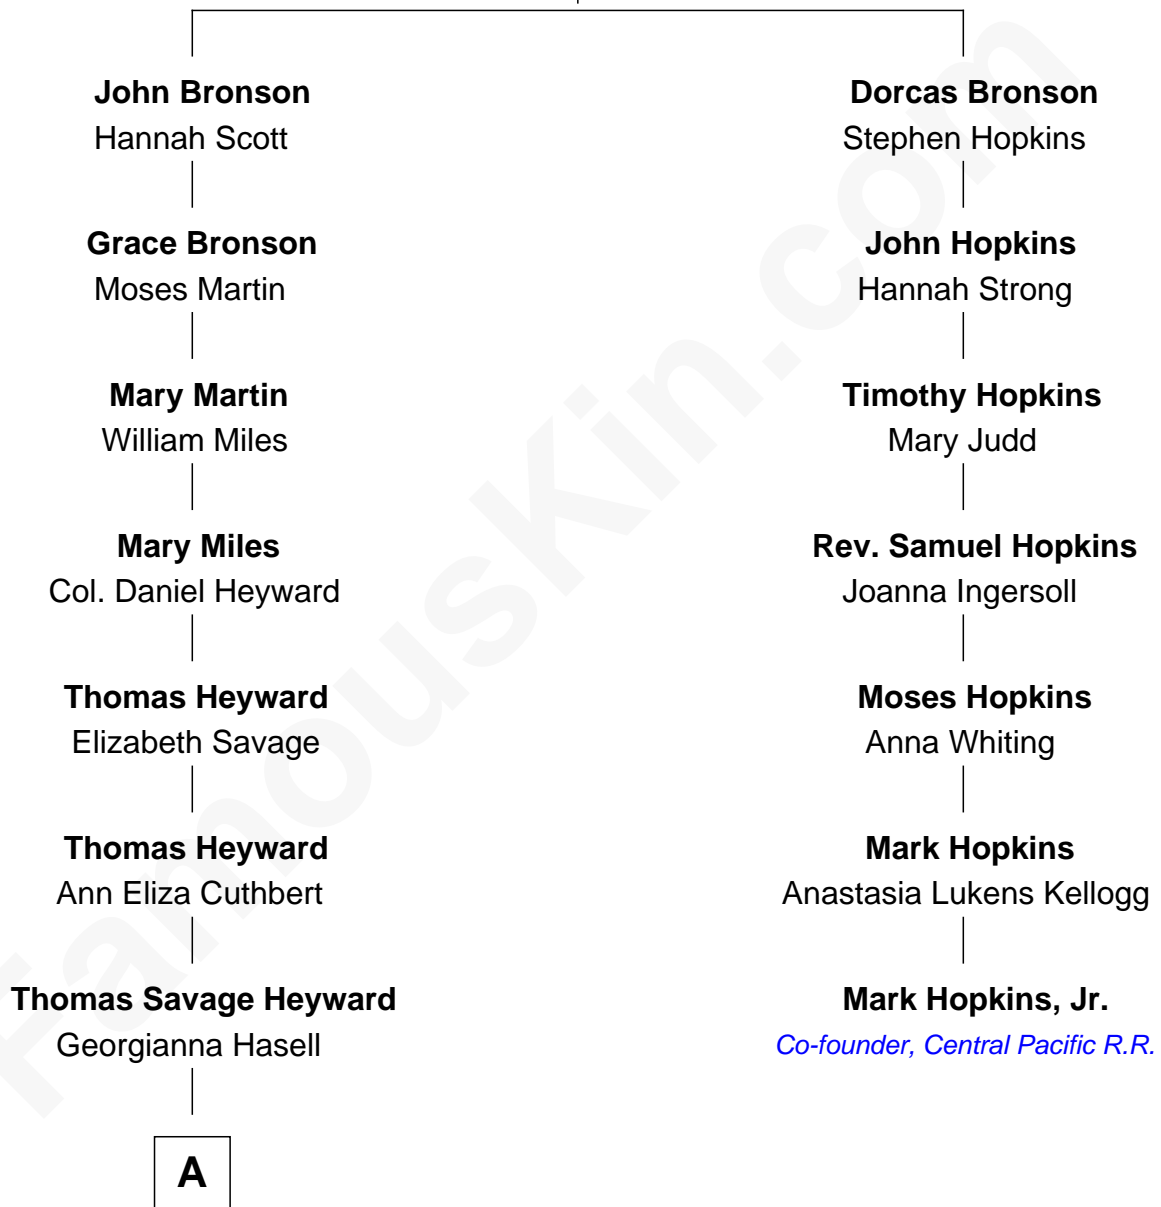 John Bronson
Hannah Scott
Dorcas Bronson
Stephen Hopkins
Grace Bronson
Moses Martin
John Hopkins
Hannah Strong
Mary Martin
William Miles
Timothy Hopkins
Mary Judd
Mary Miles
Col. Daniel Heyward
Rev. Samuel Hopkins
Joanna Ingersoll
Thomas Heyward
Elizabeth Savage
Moses Hopkins
Anna Whiting
Thomas Heyward
Ann Eliza Cuthbert
Mark Hopkins
Anastasia Lukens Kellogg
Thomas Savage Heyward
Georgianna Hasell
Mark Hopkins, Jr.
Co-founder, Central Pacific R.R.
A
FamousKin.com